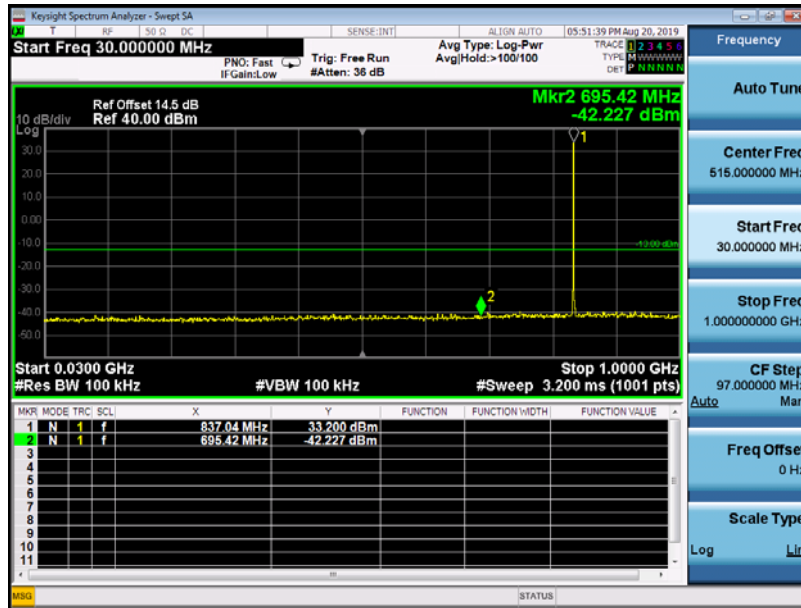 Keysight Spectrum Analyzer - Swept SA
T RF 50 Ω DC SENSE:INT ALIGN AUTO 05:51:39 PM Aug 20, 2019
Start Freq 30.000000 MHz
PNO: Fast
IFGain:Low
Trig: Free Run
#Atten: 36 dB
Avg Type: Log-Pwr
Avg|Hold:>100/100
TRACE 1 2 3 4 5 6
TYPE M WWWWW
DET P N N N N N
Ref Offset 14.5 dB
Ref 40.00 dBm
10 dB/div
Log
Mkr2 695.42 MHz
-42.227 dBm
30.0
20.0
10.0
0.00
-10.0
-20.0
-30.0
-40.0
-50.0
1
-13.00 dBm
2
Start 0.0300 GHz
Stop 1.0000 GHz
#Res BW 100 kHz
#VBW 100 kHz
#Sweep 3.200 ms (1001 pts)
MKR MODE TRC SCL X Y FUNCTION FUNCTION WIDTH FUNCTION VALUE
1 N 1 f 837.04 MHz 33.200 dBm
2 N 1 f 695.42 MHz -42.227 dBm
3
4
5
6
7
8
9
10
11
MSG
STATUS
Frequency
Auto Tune
Center Freq
515.000000 MHz
Start Freq
30.000000 MHz
Stop Freq
1.000000000 GHz
CF Step
97.000000 MHz
Auto Man
Freq Offset
0 Hz
Scale Type
Log Lin